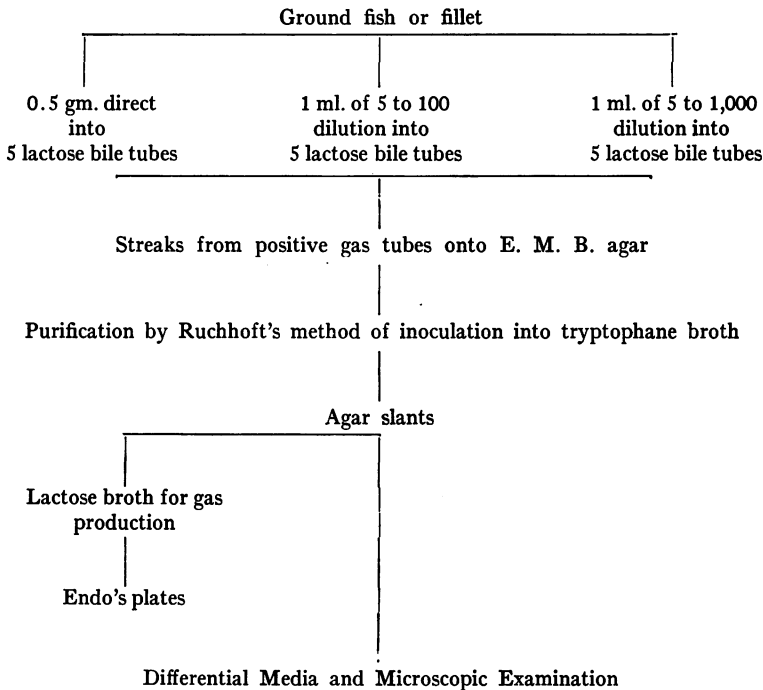 Ground fish or fillet
0.5 gm. direct
into
5 lactose bile tubes
1 ml. of 5 to 100
dilution into
5 lactose bile tubes
1 ml. of 5 to 1,000
dilution into
5 lactose bile tubes
Streaks from positive gas tubes onto E. M. B. agar
Purification by Ruchhoft's method of inoculation into tryptophane broth
Agar slants
Lactose broth for gas
production
Endo's plates
Differential Media and Microscopic Examination